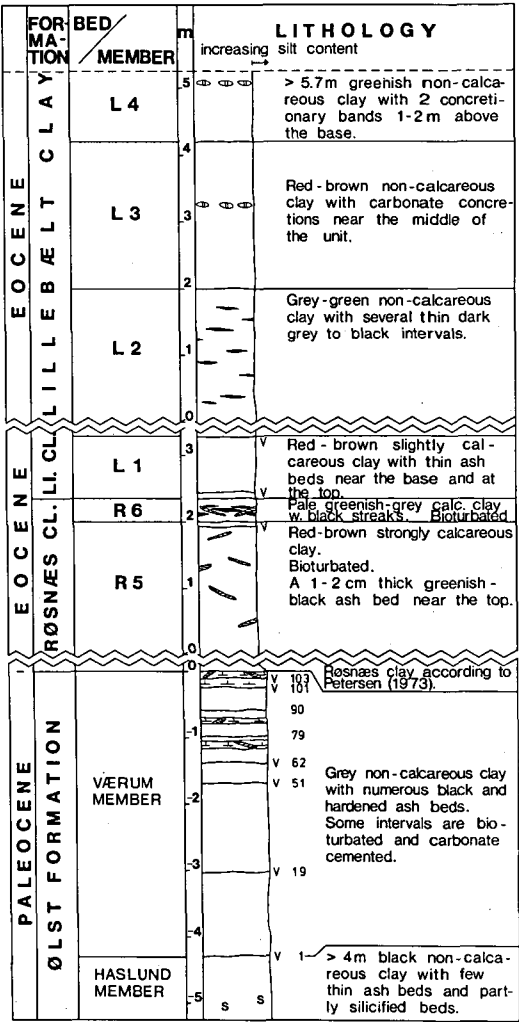 FOR-
MA-
TION
BED/
MEMBER
m
LITHOLOGY
increasing silt content
EOCENE
LILLEBÆLT CLAY
L 4
5
> 5.7m greenish non-calca-
reous clay with 2 concreti-
onary bands 1-2m above
the base.
4
L 3
3
Red-brown non-calcareous
clay with carbonate concre-
tions near the middle of
the unit.
2
L 2
1
0
Grey-green non-calcareous
clay with several thin dark
grey to black intervals.
EOCENE
LI. CL.
L 1
3
V
V
Red-brown slightly cal-
careous clay with thin ash
beds near the base and at
the top.
RØSNÆS CL.
R 6
2
Pale greenish-grey calc. clay
w. black streaks. Bioturbated
R 5
V
1
0
Red-brown strongly calcareous
clay.
Bioturbated.
A 1-2 cm thick greenish-
black ash bed near the top.
PALEOCENE
ØLST FORMATION
0
Røsnæs clay according to
Petersen (1973).
V 103
V 101
90
-1
79
V 62
V 51
-2
VÆRUM
MEMBER
Grey non-calcareous clay
with numerous black and
hardened ash beds.
Some intervals are bio-
turbated and carbonate
cemented.
-3
V 19
-4
V 1
HASLUND
MEMBER
-5
S S
> 4m black non-calca-
reous clay with few
thin ash beds and part-
ly silicified beds.